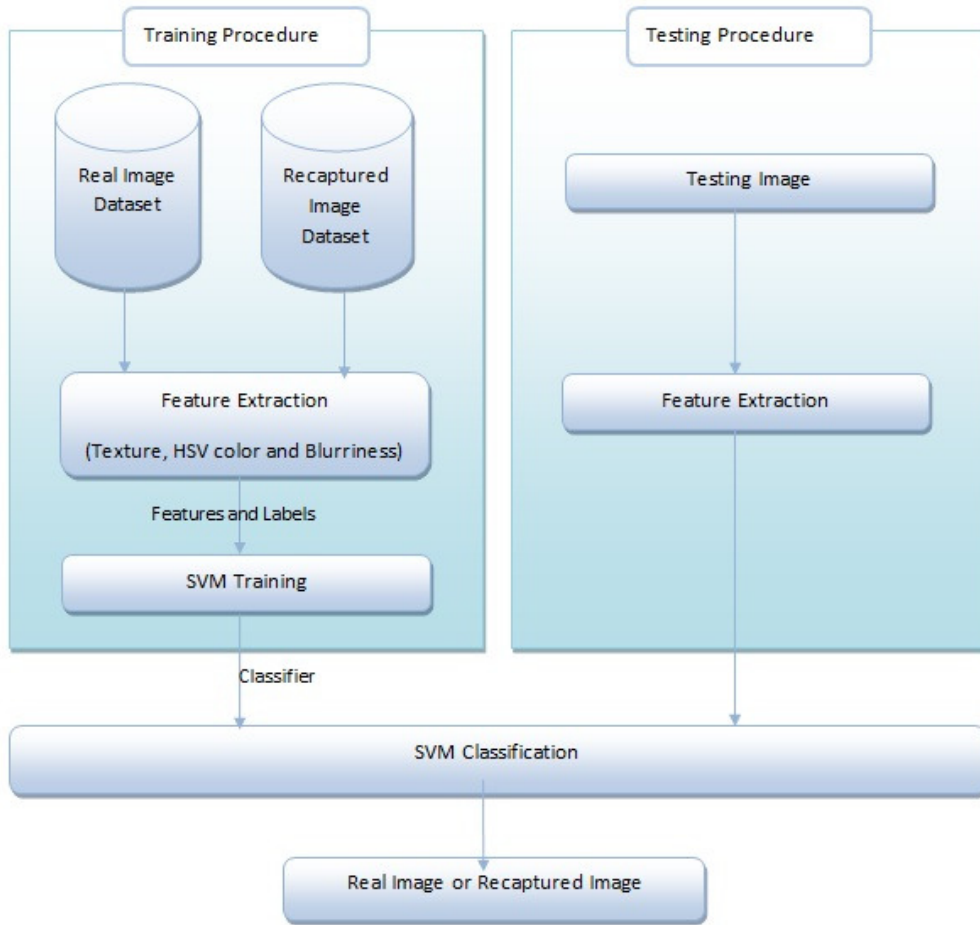 Training Procedure
Real Image
Dataset
Recaptured
Image
Dataset
Feature Extraction
(Texture, HSV color and Blurriness)
Features and Labels
SVM Training
Classifier
Testing Procedure
Testing Image
Feature Extraction
SVM Classification
Real Image or Recaptured Image